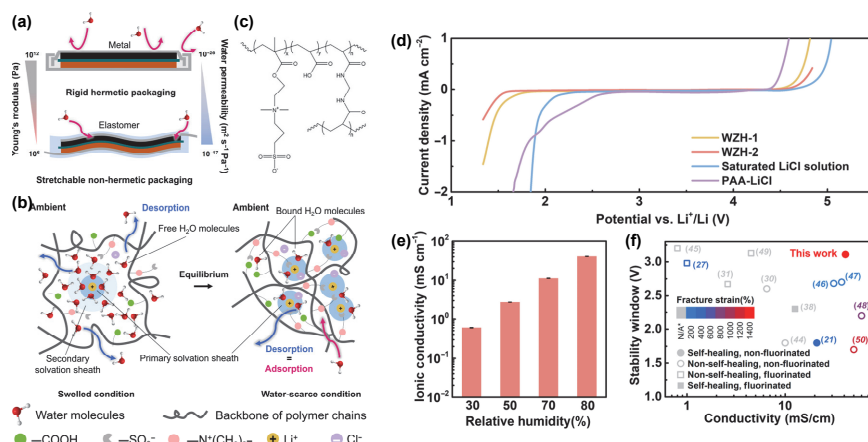 (a)
Metal
Rigid hermetic packaging
Elastomer
Stretchable non-hermetic packaging
Young's modulus (Pa)
10¹²
10⁶
Water permeability (m² s⁻¹ Pa⁻¹)
10⁻¹⁷
(b)
Ambient
Desorption
Free H₂O molecules
Secondary
solvation sheath
Swelled condition
Equilibrium
Ambient
Bound H₂O molecules
Primary solvation sheath
Desorption
=
Adsorption
Water-scarce condition
Water molecules
Backbone of polymer chains
—COOH
Li⁺
Cl⁻
(c)
(d)
Current density (mA cm⁻²)
1
0
−1
−2
1
2
3
4
5
Potential vs. Li⁺/Li (V)
WZH-1
WZH-2
Saturated LiCl solution
PAA-LiCl
(e)
Ionic conductivity (mS cm⁻¹)
10²
10¹
10⁰
10⁻¹
10⁻²
30
50
70
80
Relative humidity(%)
(f)
Stability window (V)
3.0
2.5
2.0
1.5
1
10
Conductivity (mS/cm)
(45)
(27)
(49)
This work
(31)
(30)
(46)
(47)
(38)
(48)
(44)
(21)
(50)
Fracture strain(%)
N/A*
200
400
600
800
1000
1200
1400
Self-healing, non-fluorinated
Non-self-healing, non-fluorinated
Non-self-healing, fluorinated
Self-healing, fluorinated